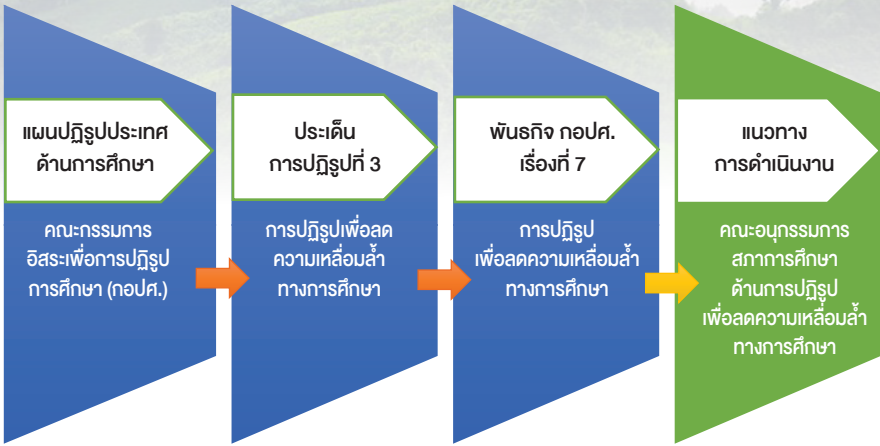 แผนปฏิรูปประเทศ
ด้านการศึกษา
คณะกรรมการ
อิสระเพื่อการปฏิรูป
การศึกษา (กอปศ.)
ประเด็น
การปฏิรูปที่ 3
การปฏิรูปเพื่อลด
ความเหลื่อมล้ำ
ทางการศึกษา
พันธกิจ กอปศ.
เรื่องที่ 7
การปฏิรูป
เพื่อลดความเหลื่อมล้ำ
ทางการศึกษา
แนวทาง
การดำเนินงาน
คณะอนุกรรมการ
สภาการศึกษา
ด้านการปฏิรูป
เพื่อลดความเหลื่อมล้ำ
ทางการศึกษา